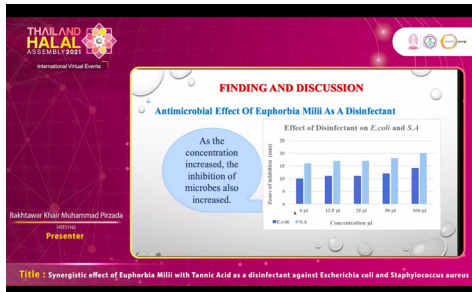 THAILAND
HALAL
ASSEMBLY 2021
International Virtual Events
FINDING AND DISCUSSION
Antimicrobial Effect Of Euphorbia Milii As A Disinfectant
As the
concentration
increased, the
inhibition of
microbes also
increased.
Effect of Disinfectant on E.coli and S.A
Zones of inhibition (mm)
25
20
15
10
5
0
6 µl
12.5 µl
25 µl
50 µl
100 µl
E.coli
S.A
Concentration µl
Bakhtawar Khair Muhammad Pirzada
Presenter
Title : Synergistic effect of Euphorbia Milii with Tannic Acid as a disinfectant against Escherichia coli and Staphylococcus aureus